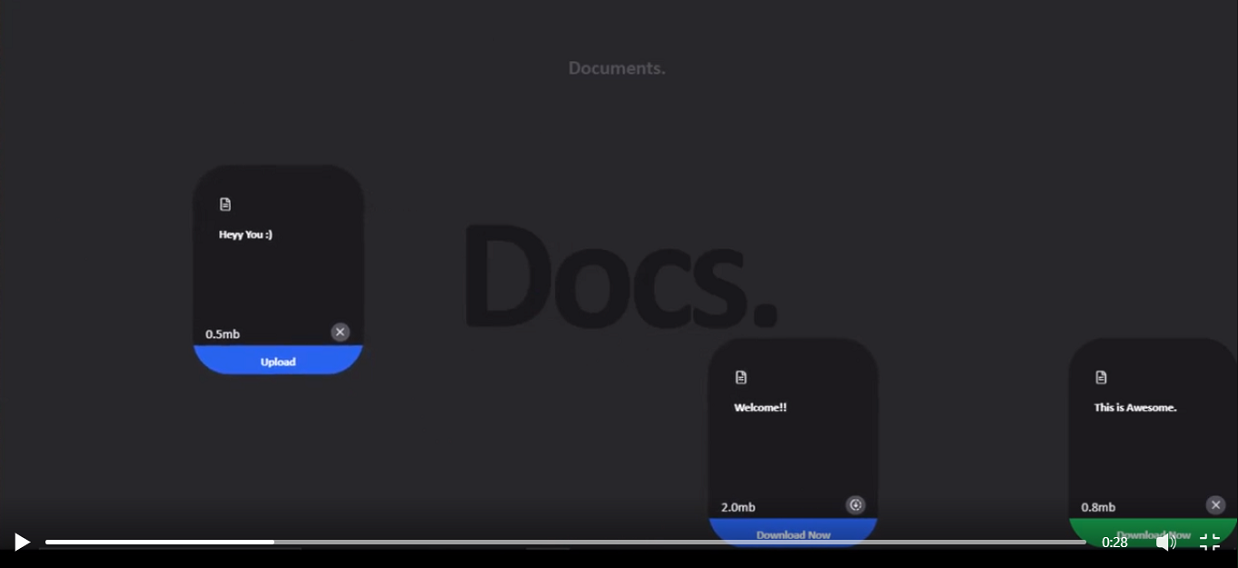 Documents.
Heyy You :)
Docs.
0.5mb
Upload
Welcome!!
This is Awesome.
2.0mb
0.8mb
Download Now
Download Now
0:28